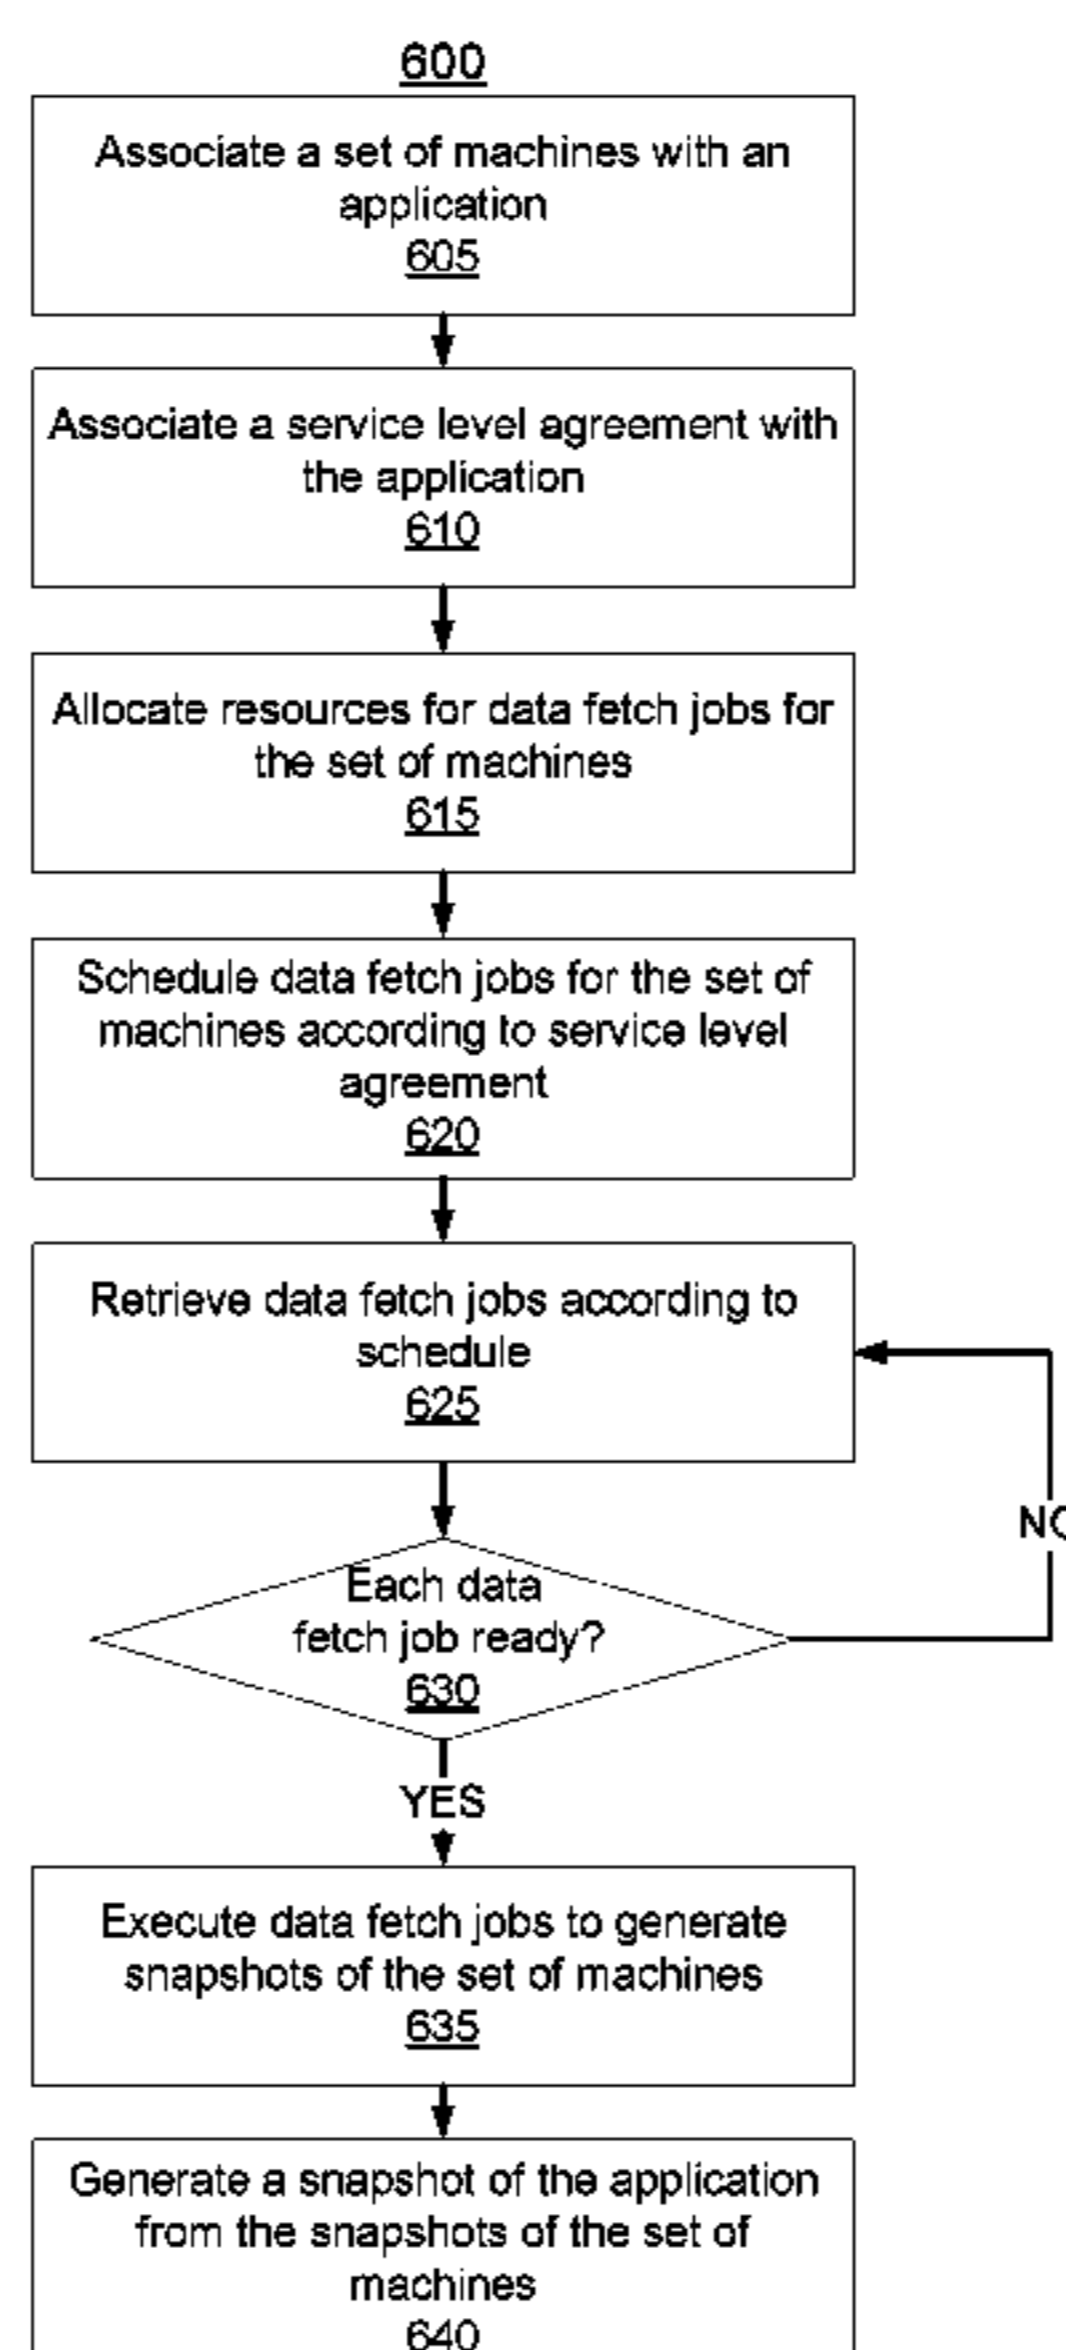 600
Associate a set of machines with an
application
605
Associate a service level agreement with
the application
610
Allocate resources for data fetch jobs for
the set of machines
615
Schedule data fetch jobs for the set of
machines according to service level
agreement
620
Retrieve data fetch jobs according to
schedule
625
Each data
fetch job ready?
630
NO
YES
Execute data fetch jobs to generate
snapshots of the set of machines
635
Generate a snapshot of the application
from the snapshots of the set of
machines
640